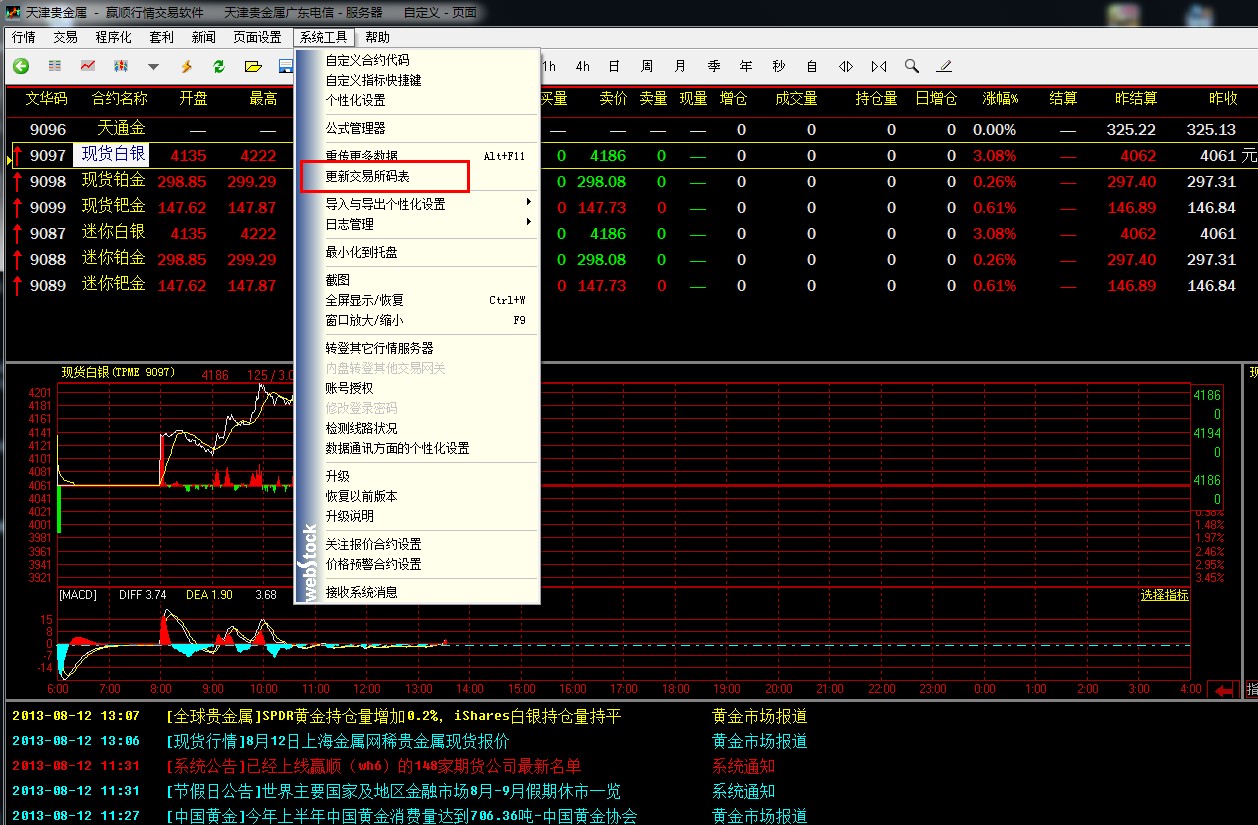 天津贵金属 - 赢顺行情交易软件 天津贵金属广东电信 - 服务器 自定义 - 页面
行情 交易 程序化 套利 新闻 页面设置 系统工具 帮助
1h 4h 日 周 月 季 年 秒 自
文华码 合约名称 开盘 最高 买量 卖价 卖量 现量 增仓 成交量 持仓量 日增仓 涨幅% 结算 昨结算 昨收
9096 天通金 — — — — — — 0 0 0 0 0.00% — 325.22 325.13
9097 现货白银 4135 4222 0 4186 0 — 0 0 0 0 3.08% — 4062 4061 元
9098 现货铂金 298.85 299.29 0 298.08 0 — 0 0 0 0 0.26% — 297.40 297.31
9099 现货钯金 147.62 147.87 0 147.73 0 — 0 0 0 0 0.61% — 146.89 146.84
9087 迷你白银 4135 4222 0 4186 0 — 0 0 0 0 3.08% — 4062 4061
9088 迷你铂金 298.85 299.29 0 298.08 0 — 0 0 0 0 0.26% — 297.40 297.31
9089 迷你钯金 147.62 147.87 0 147.73 0 — 0 0 0 0 0.61% — 146.89 146.84
自定义合约代码
自定义指标快捷键
个性化设置
公式管理器
重传更多数据 Alt+F11
更新交易所码表
导入与导出个性化设置
日志管理
最小化到托盘
截图
全屏显示/恢复 Ctrl+W
窗口放大/缩小 F9
转登其它行情服务器
内盘转登其他交易网关
账号授权
修改登录密码
检测线路状况
数据通讯方面的个性化设置
升级
恢复以前版本
升级说明
关注报价合约设置
价格预警合约设置
接收系统消息
webStock
现货白银(TPME 9097) 4186 125/3.0
4201
4181
4161
4141
4121
4101
4081
4061
4041
4021
4001
3981
3961
3941
3921
4186
0
4194
0
4186
0
0.98%
1.48%
1.97%
2.46%
2.95%
3.45%
[MACD] DIFF 3.74 DEA 1.90 3.68 选择指标
15
8
0
-7
-14
6:00 7:00 8:00 9:00 10:00 11:00 12:00 13:00 14:00 15:00 16:00 17:00 18:00 19:00 20:00 21:00 22:00 23:00 0:00 1:00 2:00 3:00 4:00 指
2013-08-12 13:07 [全球贵金属]SPDR黄金持仓量增加0.2%, iShares白银持仓量持平 黄金市场报道
2013-08-12 13:06 [现货行情]8月12日上海金属网稀贵金属现货报价 黄金市场报道
2013-08-12 11:31 [系统公告]已经上线赢顺（wh6）的148家期货公司最新名单 系统通知
2013-08-12 11:31 [节假日公告]世界主要国家及地区金融市场8月-9月假期休市一览 系统通知
2013-08-12 11:27 [中国黄金]今年上半年中国黄金消费量达到706.36吨-中国黄金协会 黄金市场报道